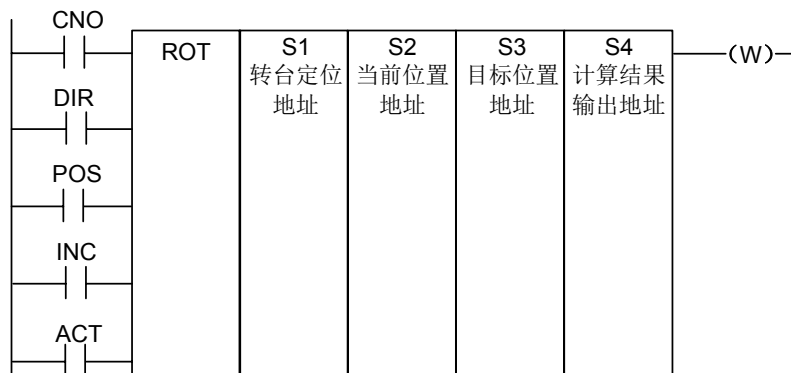 CNO
ROT
S1
转台定位
地址
S2
当前位置
地址
S3
目标位置
地址
S4
计算结果
输出地址
(W)
DIR
POS
INC
ACT